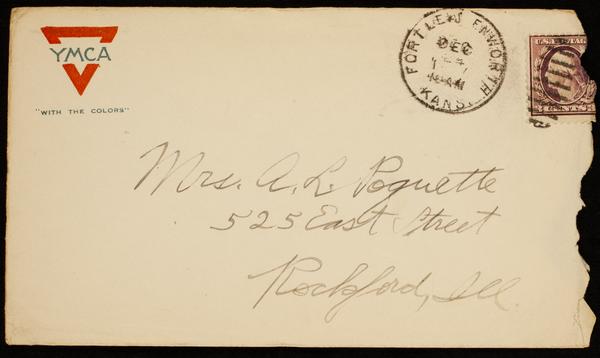 YMCA
"WITH THE COLORS"
FORT LEAVENWORTH
DEC
KANS.
Mrs. A. L. Poquette
525 East Street
Rockford, Ill.